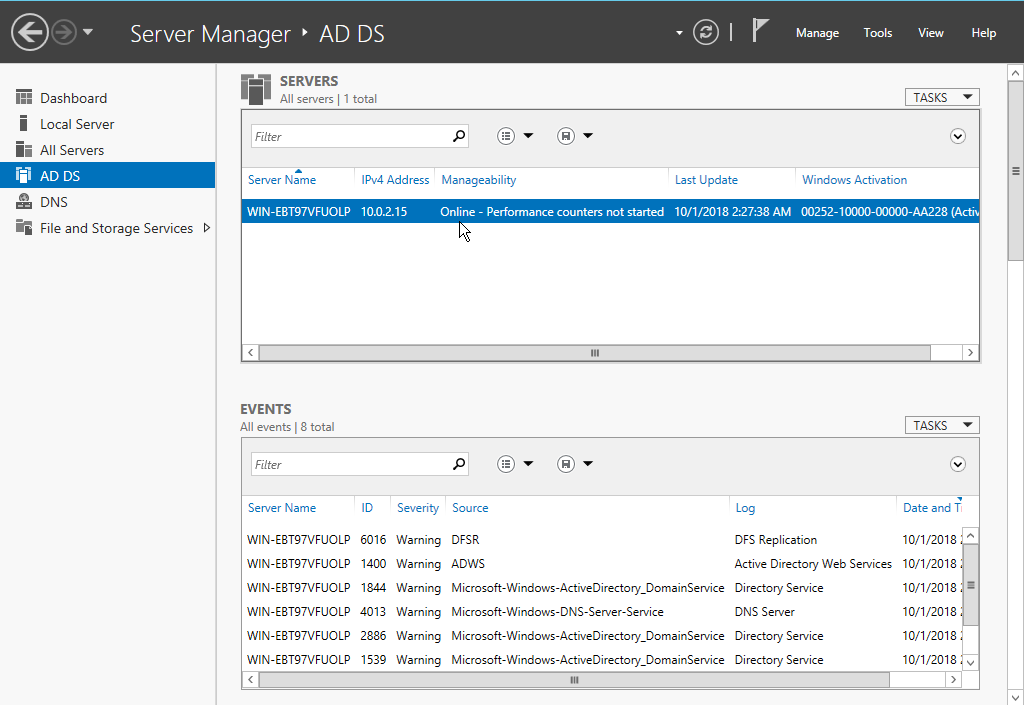 Server Manager ‣ AD DS
Manage Tools View Help
Dashboard
Local Server
All Servers
AD DS
DNS
File and Storage Services
SERVERS
All servers | 1 total
TASKS
Filter
Server Name IPv4 Address Manageability Last Update Windows Activation
WIN-EBT97VFUOLP 10.0.2.15 Online - Performance counters not started 10/1/2018 2:27:38 AM 00252-10000-00000-AA228 (Activ
EVENTS
All events | 8 total
TASKS
Filter
Server Name ID Severity Source Log Date and Ti
WIN-EBT97VFUOLP 6016 Warning DFSR DFS Replication 10/1/2018
WIN-EBT97VFUOLP 1400 Warning ADWS Active Directory Web Services 10/1/2018
WIN-EBT97VFUOLP 1844 Warning Microsoft-Windows-ActiveDirectory_DomainService Directory Service 10/1/2018
WIN-EBT97VFUOLP 4013 Warning Microsoft-Windows-DNS-Server-Service DNS Server 10/1/2018
WIN-EBT97VFUOLP 2886 Warning Microsoft-Windows-ActiveDirectory_DomainService Directory Service 10/1/2018
WIN-EBT97VFUOLP 1539 Warning Microsoft-Windows-ActiveDirectory_DomainService Directory Service 10/1/2018